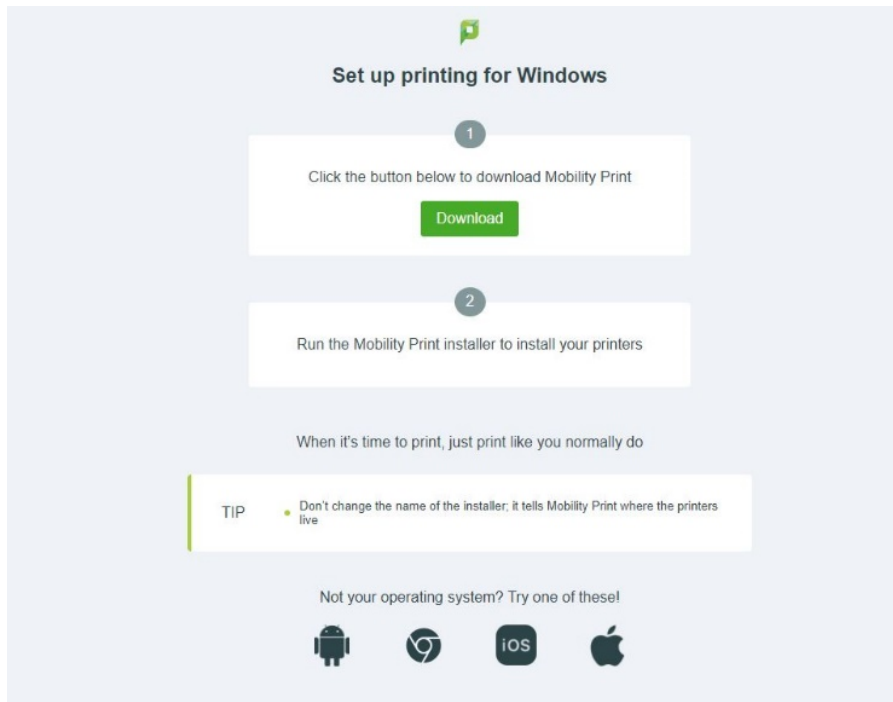 Set up printing for Windows
1
Click the button below to download Mobility Print
Download
2
Run the Mobility Print installer to install your printers
When it's time to print, just print like you normally do
TIP
Don't change the name of the installer; it tells Mobility Print where the printers
live
Not your operating system? Try one of these!
iOS